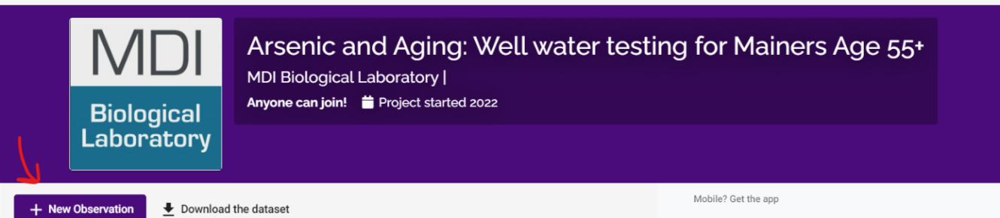 MDI
Biological
Laboratory
Arsenic and Aging: Well water testing for Mainers Age 55+
MDI Biological Laboratory |
Anyone can join! Project started 2022
+ New Observation
Download the dataset
Mobile? Get the app